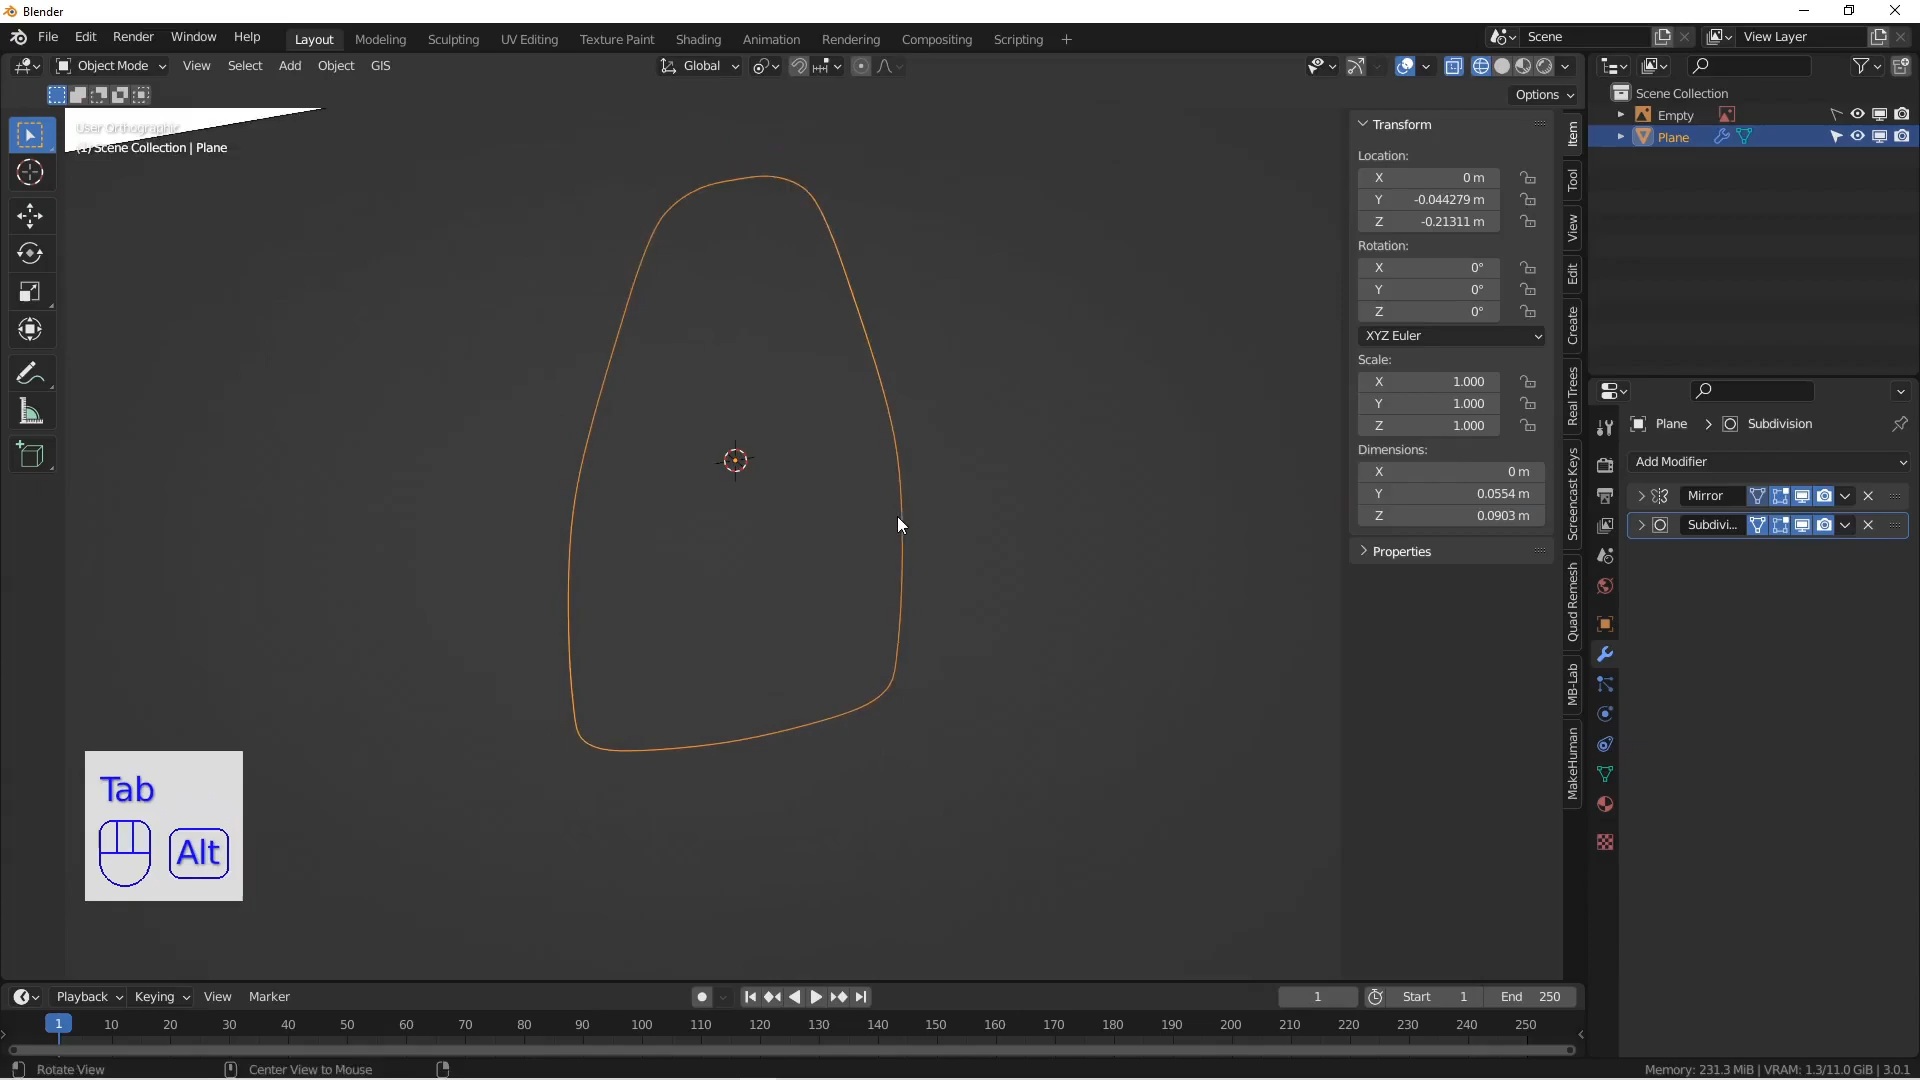 Blender
File Edit Render Window Help
Layout Modeling Sculpting UV Editing Texture Paint Shading Animation Rendering Compositing Scripting +
Scene
View Layer
Object Mode View Select Add Object GIS
Global
Options
User Orthographic
(1) Scene Collection | Plane
Transform
Location:
X 0 m
Y -0.044279 m
Z -0.21311 m
Rotation:
X 0°
Y 0°
Z 0°
XYZ Euler
Scale:
X 1.000
Y 1.000
Z 1.000
Dimensions:
X 0 m
Y 0.0554 m
Z 0.0903 m
Properties
Item
Tool
View
Edit
Create
Real Trees
Screencast Keys
Quad Remesh
MB-Lab
MakeHuman
Scene Collection
Empty
Plane
Plane > Subdivision
Add Modifier
Mirror
Subdivi...
Tab
Alt
Playback Keying View Marker
1 Start 1 End 250
1 10 20 30 40 50 60 70 80 90 100 110 120 130 140 150 160 170 180 190 200 210 220 230 240 250
Rotate View Center View to Mouse
Memory: 231.3 MiB | VRAM: 1.3/11.0 GiB | 3.0.1